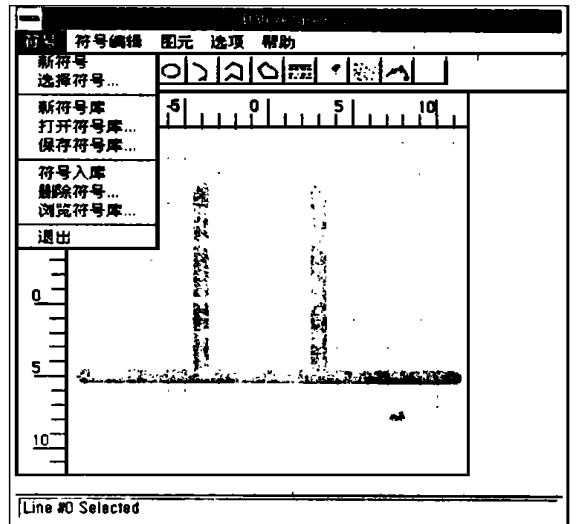 符号 符号编辑 图元 选项 帮助
新符号
选择符号...
新符号库
打开符号库...
保存符号库...
符号入库
删除符号...
浏览符号库...
退出
-5 0 5 10
0
5
10
Line #0 Selected